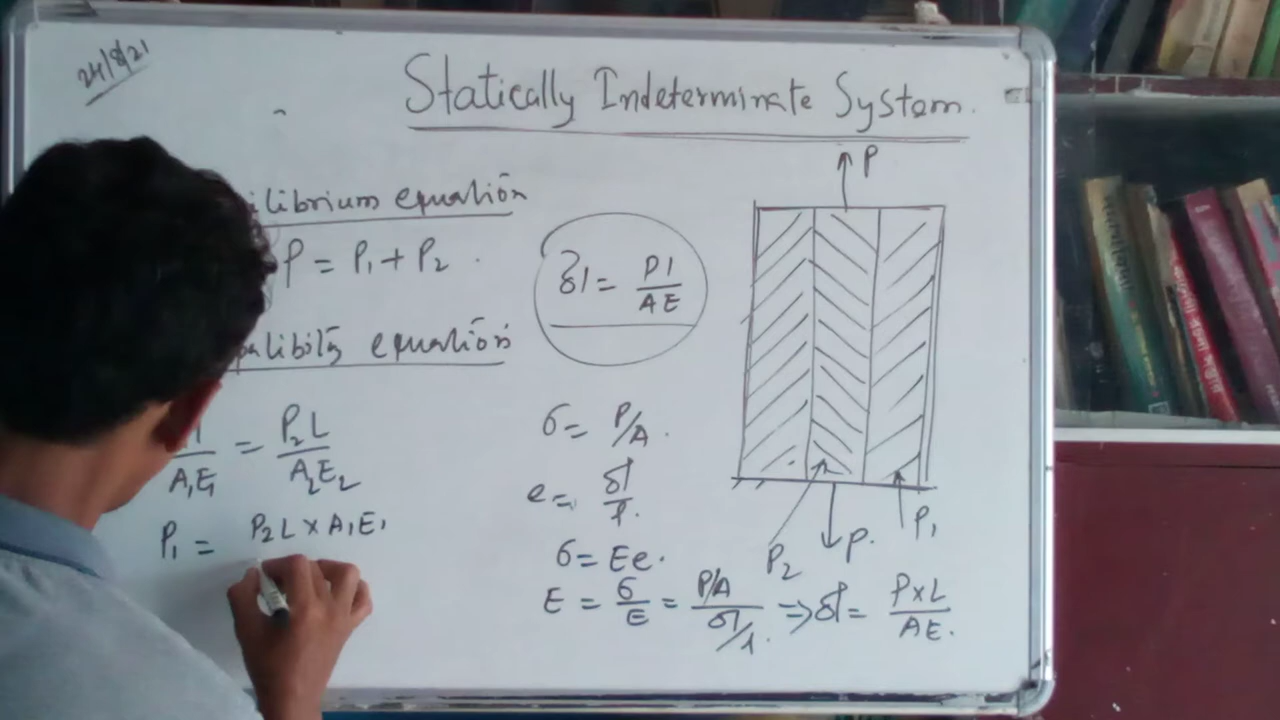 24/8/21
Statically Indeterminate System.
ilibrium equation
P = P₁ + P₂ .
δl = Pl/AE
patibility equation
/A₁E₁ = P₂L/A₂E₂
P₁ = P₂L × A₁E₁
σ = P/A .
e = δl/l.
σ = Ee.
E = σ/E = P/A / δl/l. ⇒ δl = P×L/AE.
P
P₂
P.
P₁